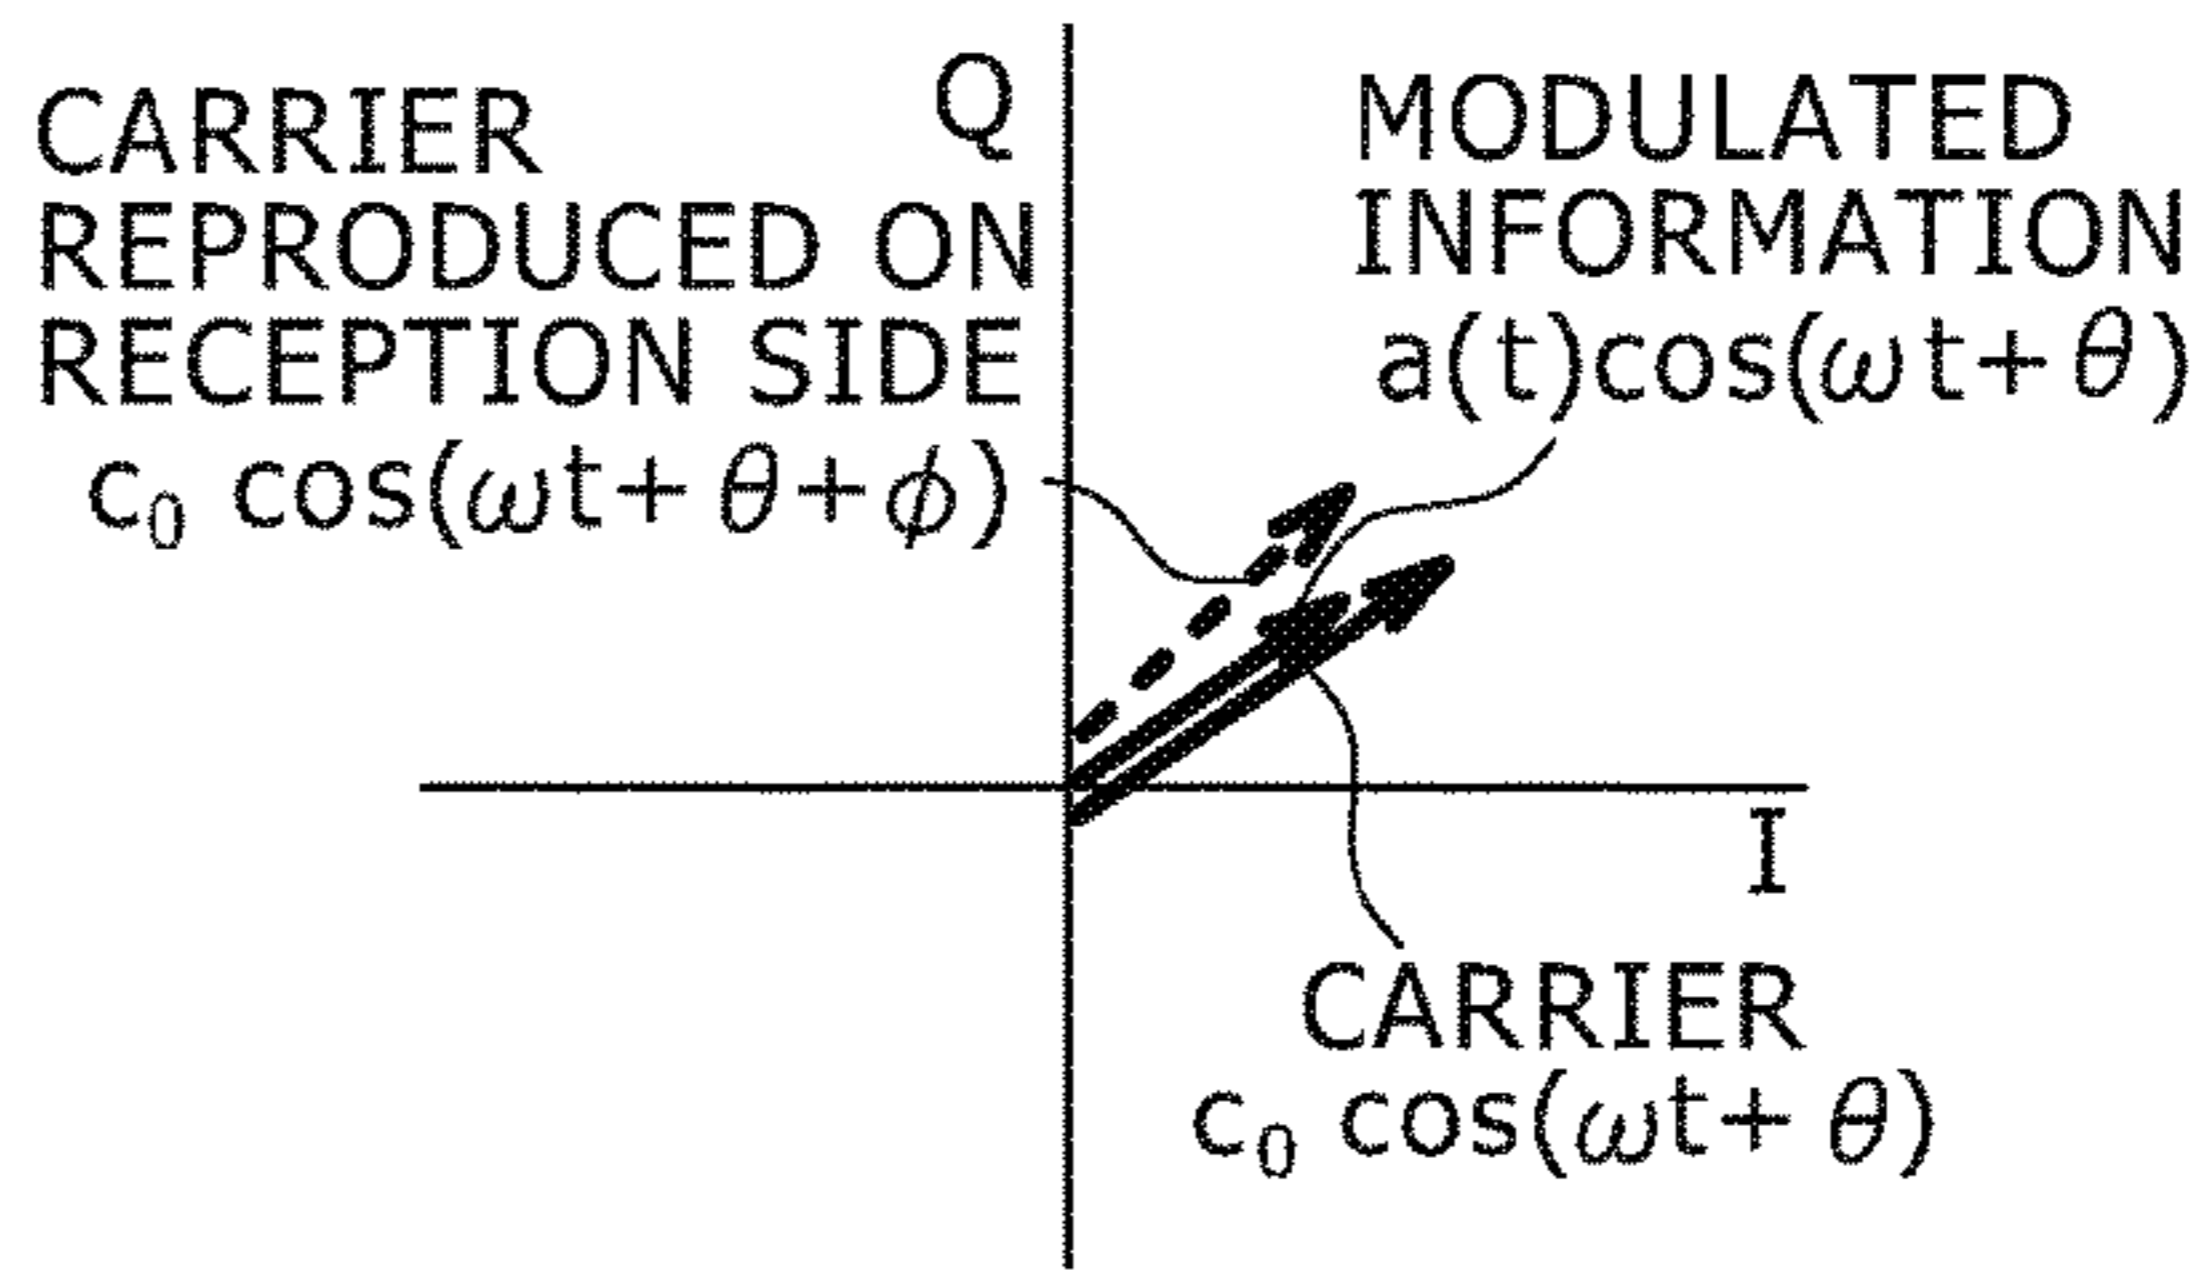 CARRIER
REPRODUCED ON
RECEPTION SIDE
c₀ cos(ωt+θ+ϕ)
Q
MODULATED
INFORMATION
a(t)cos(ωt+θ)
I
CARRIER
c₀ cos(ωt+θ)